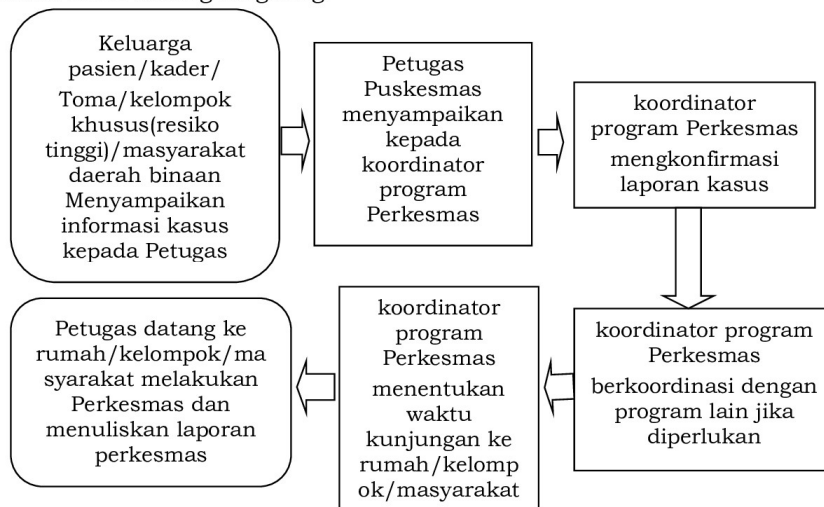 Keluarga
pasien/kader/
Toma/kelompok
khusus(resiko
tinggi)/masyarakat
daerah binaan
Menyampaikan
informasi kasus
kepada Petugas
Petugas
Puskesmas
menyampaikan
kepada
koordinator
program
Perkesmas
koordinator
program Perkesmas
mengkonfirmasi
laporan kasus
koordinator program
Perkesmas
berkoordinasi dengan
program lain jika
diperlukan
koordinator
program
Perkesmas
menentukan
waktu
kunjungan ke
rumah/kelomp
ok/masyarakat
Petugas datang ke
rumah/kelompok/ma
syarakat melakukan
Perkesmas dan
menuliskan laporan
perkesmas